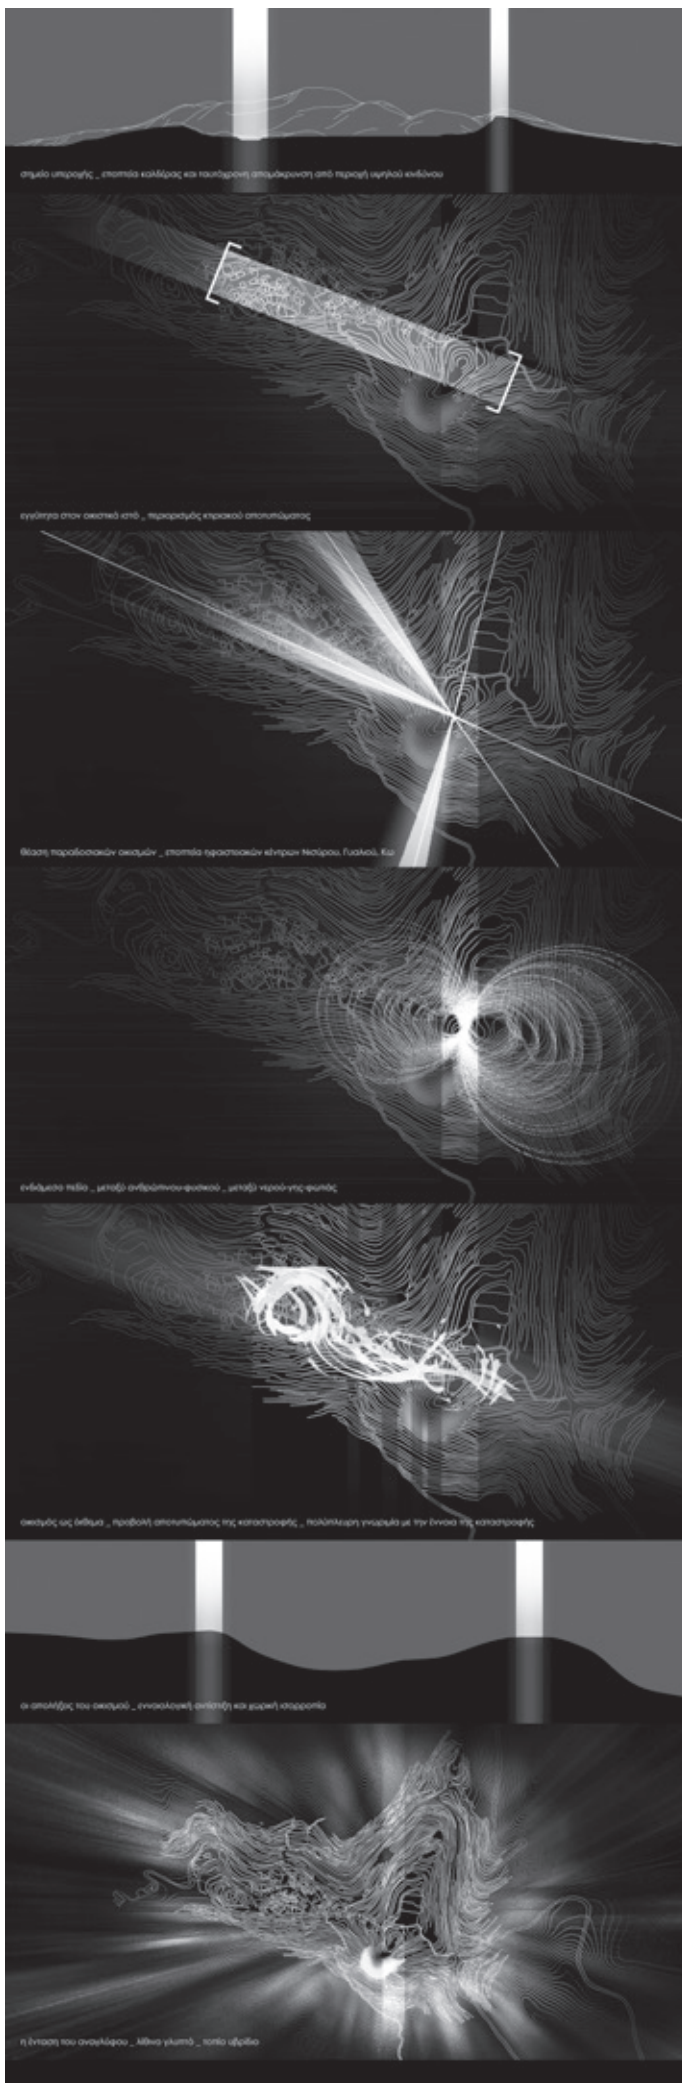 σημείο υπεροχής _ εποπτεία καλδέρας και ταυτόχρονη απομάκρυνση από περιοχή υψηλού κινδύνου
εγγύτητα στον οικιστικό ιστό _ περιορισμός κτιριακού αποτυπώματος
θέαση παραδοσιακών οικισμών _ εποπτεία ηφαιστειακών κέντρων Νισύρου, Γυαλιού, Κω
ενδιάμεσο πεδίο _ μεταξύ ανθρώπινου-φυσικού _ μεταξύ νερού-γης-φωτιάς
οικισμός ως έκθεμα _ προβολή αποτυπώματος της καταστροφής _ πολύπλευρη γνωριμία με την έννοια της καταστροφής
οι απολήξεις του οικισμού _ εννοιολογική αντίστιξη και χωρική ισορροπία
η ένταση του αναγλύφου _ λίθινο γλυπτό _ τοπίο υβρίδιο